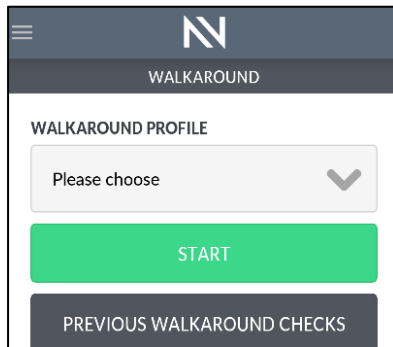 WALKAROUND
WALKAROUND PROFILE
Please choose
START
PREVIOUS WALKAROUND CHECKS